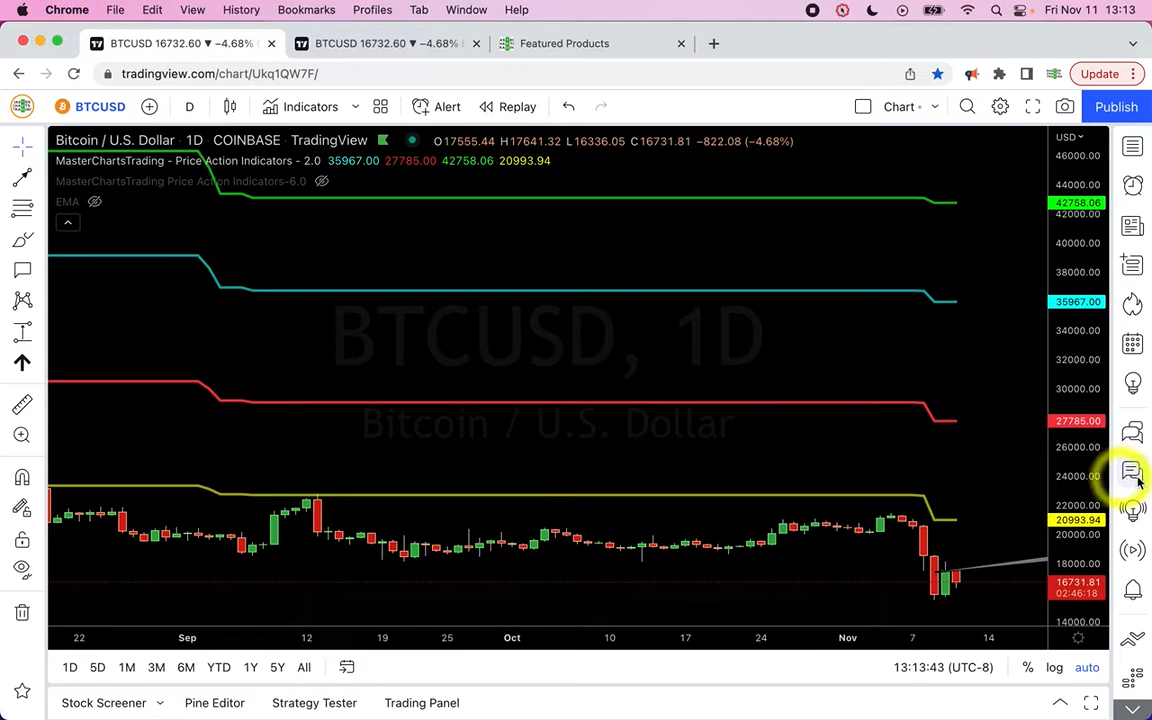 Chrome File Edit View History Bookmarks Profiles Tab Window Help Fri Nov 11 13:13
BTCUSD 16732.60 ▼ −4.68% BTCUSD 16732.60 ▼ −4.68% Featured Products
tradingview.com/chart/Ukq1QW7F/ Update
BTCUSD D Indicators Alert Replay Chart Publish
Bitcoin / U.S. Dollar · 1D · COINBASE · TradingView O17555.44 H17641.32 L16336.05 C16731.81 −822.08 (−4.68%)
USD
MasterChartsTrading - Price Action Indicators - 2.0 35967.00 27785.00 42758.06 20993.94
MasterChartsTrading Price Action Indicators-6.0
EMA
46000.00
44000.00
42758.06
42000.00
40000.00
38000.00
35967.00
34000.00
32000.00
30000.00
27785.00
26000.00
24000.00
22000.00
20993.94
20000.00
18000.00
16731.81
02:46:18
14000.00
BTCUSD, 1D
Bitcoin / U.S. Dollar
22 Sep 12 19 25 Oct 10 17 24 Nov 7 14
1D 5D 1M 3M 6M YTD 1Y 5Y All 13:13:43 (UTC-8) % log auto
Stock Screener Pine Editor Strategy Tester Trading Panel